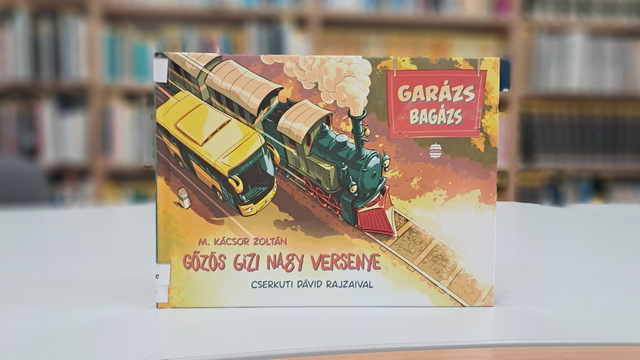 GARÁZS
BAGÁZS
M. KÁCSOR ZOLTÁN
GŐZÖS GIZI NAGY VERSENYE
CSERKUTI DÁVID RAJZAIVAL